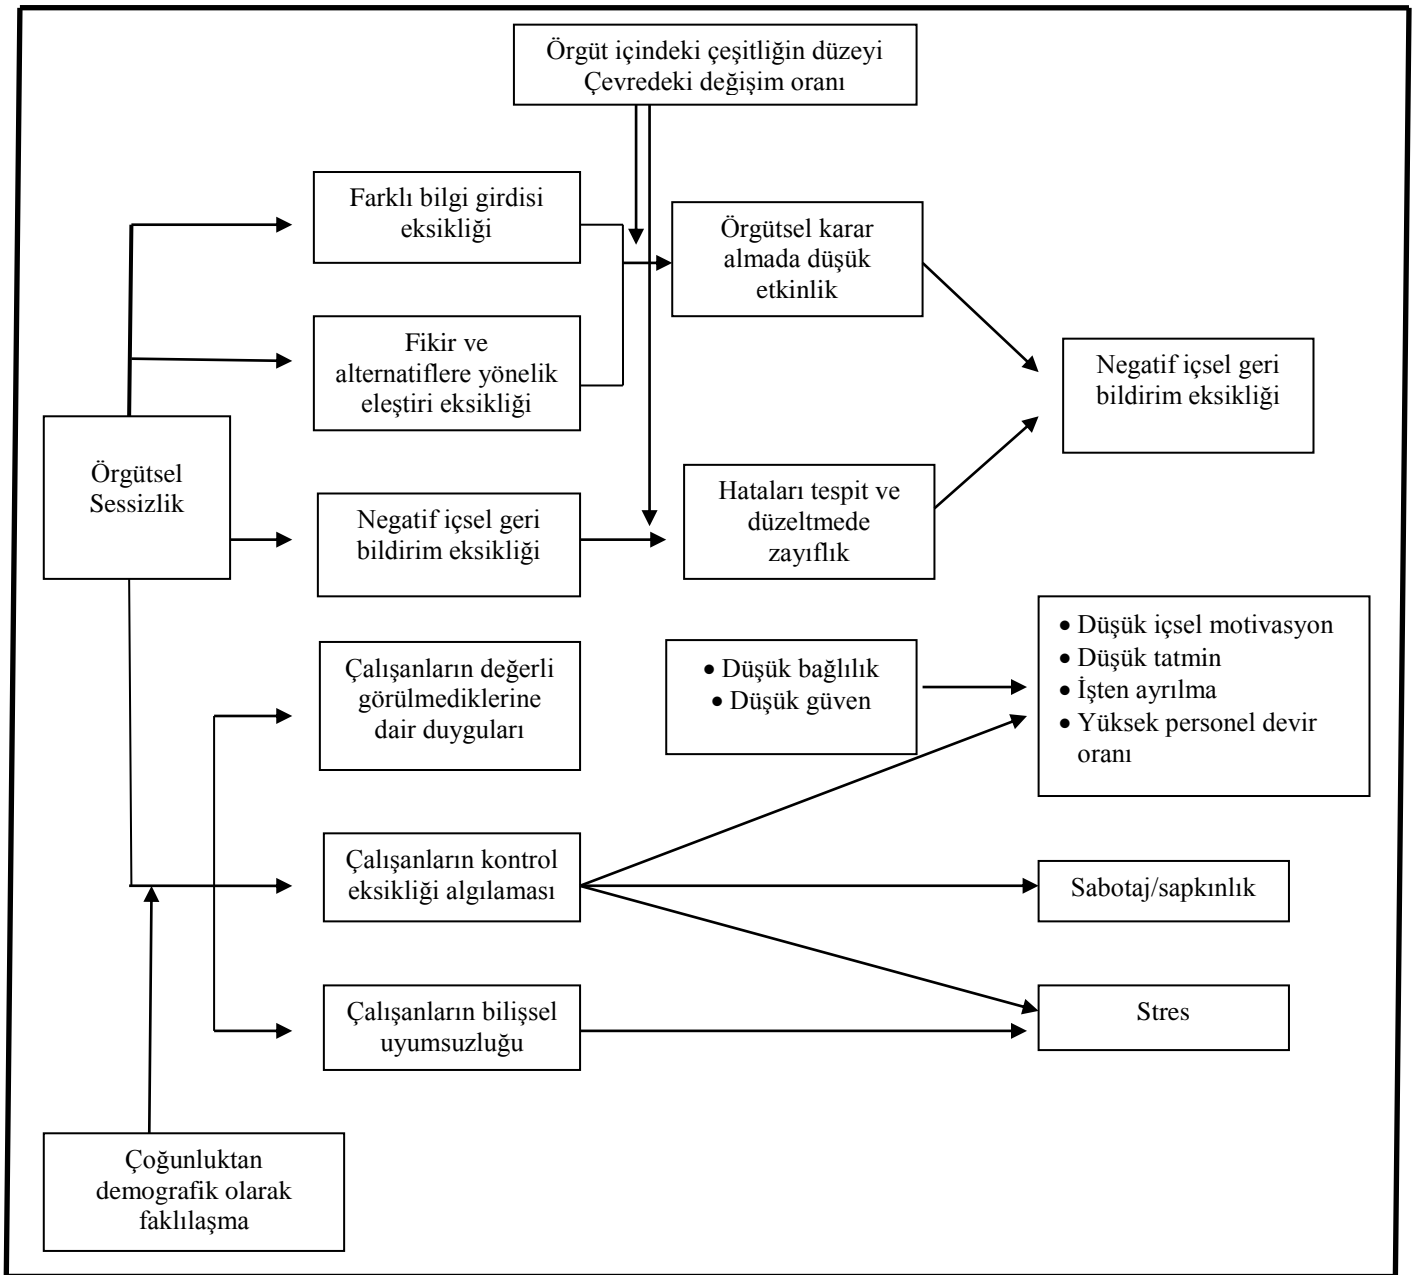 Örgüt içindeki çeşitliğin düzeyi
Çevredeki değişim oranı
Farklı bilgi girdisi
eksikliği
Örgütsel karar
almada düşük
etkinlik
Fikir ve
alternatiflere yönelik
eleştiri eksikliği
Negatif içsel geri
bildirim eksikliği
Örgütsel
Sessizlik
Negatif içsel geri
bildirim eksikliği
Hataları tespit ve
düzeltmede
zayıflık
Çalışanların değerli
görülmediklerine
dair duyguları
• Düşük bağlılık
• Düşük güven
• Düşük içsel motivasyon
• Düşük tatmin
• İşten ayrılma
• Yüksek personel devir
oranı
Çalışanların kontrol
eksikliği algılaması
Sabotaj/sapkınlık
Çalışanların bilişsel
uyumsuzluğu
Stres
Çoğunluktan
demografik olarak
faklılaşma